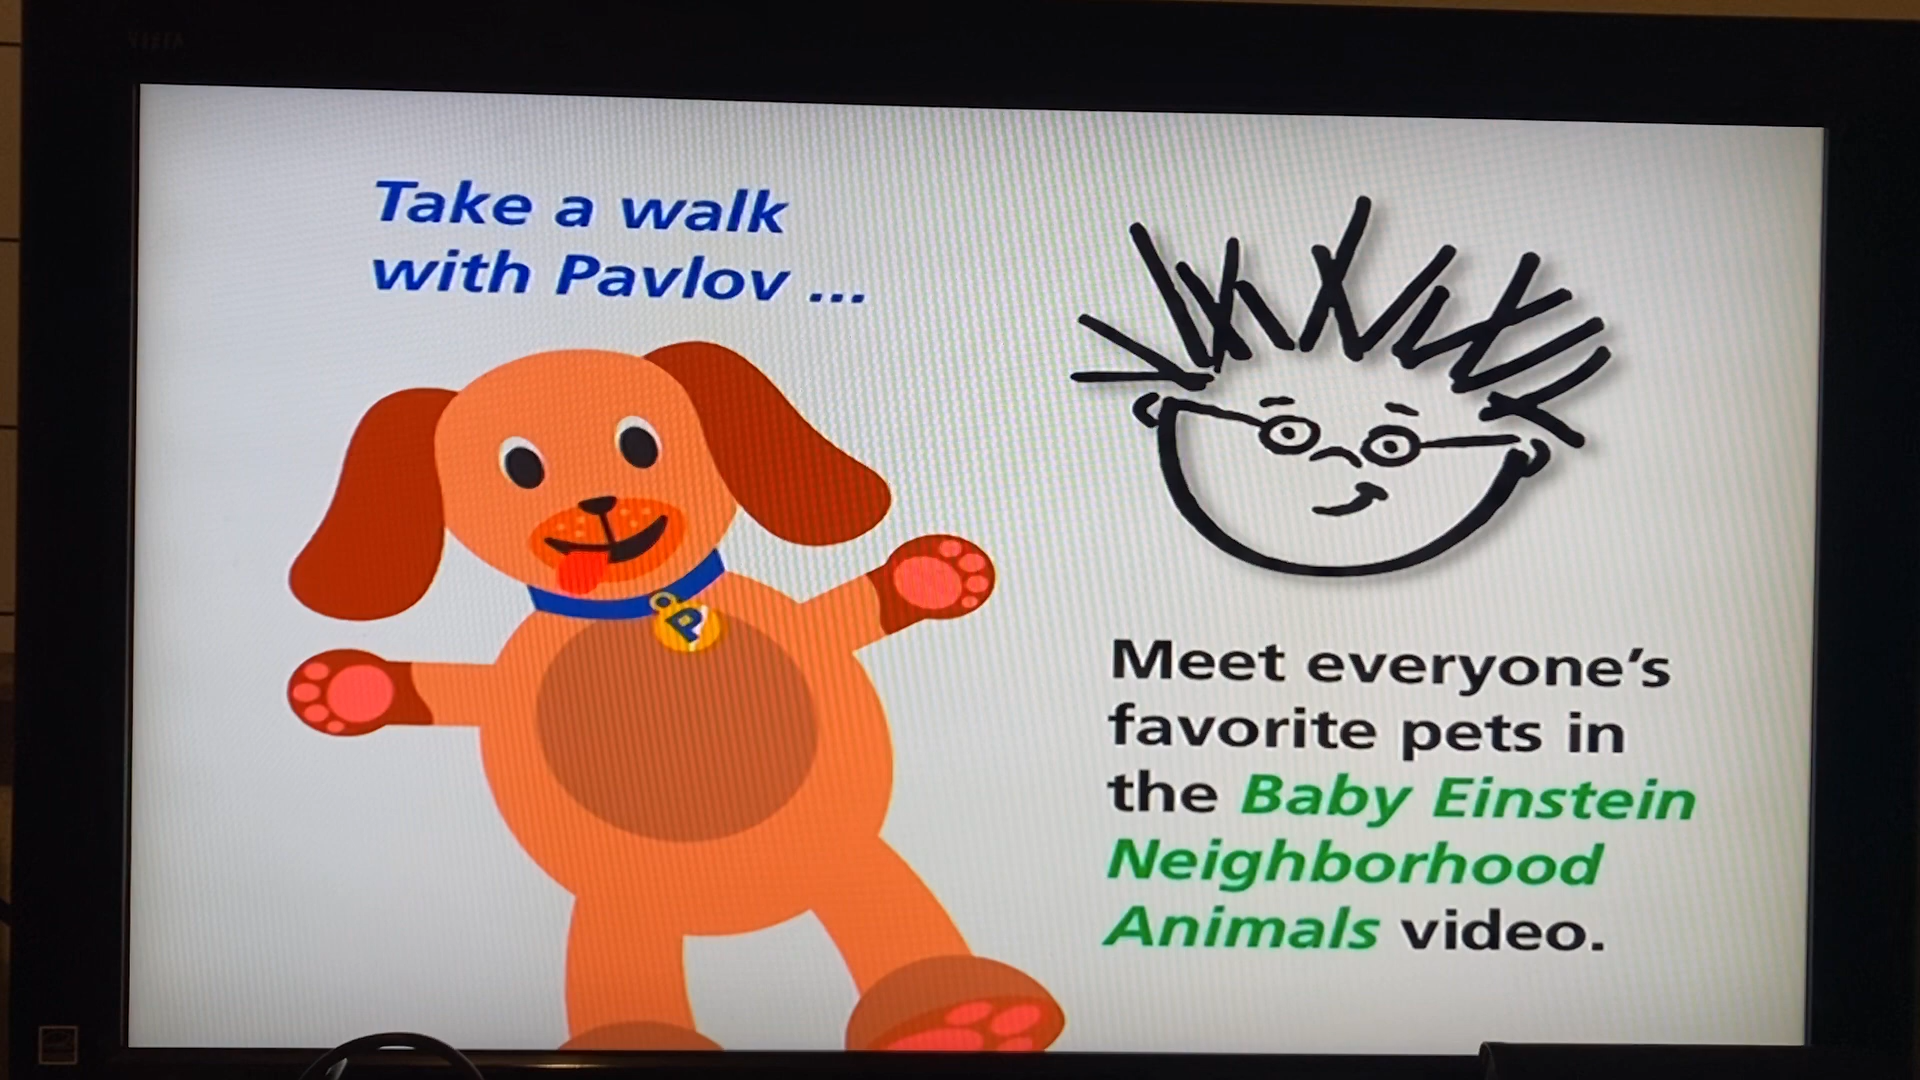 Take a walk
with Pavlov ...
P
Meet everyone's
favorite pets in
the Baby Einstein
Neighborhood
Animals video.